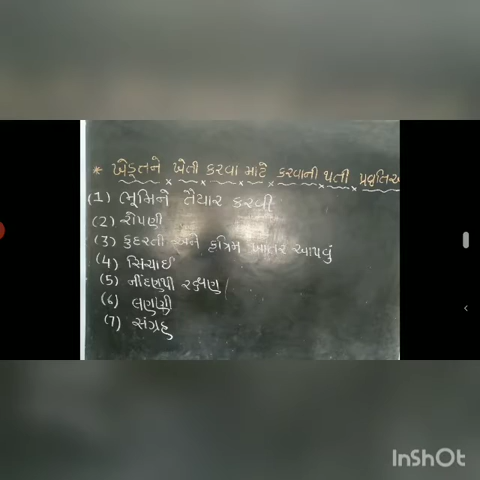 * ખેડૂતને ખેતી કરવા માટે કરવાની થતી પ્રવૃતિઓ
(1) ભૂમિને તૈયાર કરવી
(2) રોપણી
(3) કુદરતી અને કૃત્રિમ ખાતર આપવું
(4) સિંચાઈ
(5) નીંદણથી રક્ષણ
(6) લણણી
(7) સંગ્રહ
InShOt